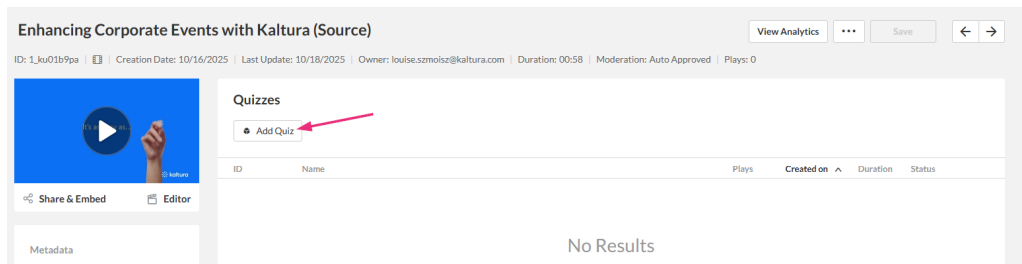 Enhancing Corporate Events with Kaltura (Source)
View Analytics
Save
ID: 1_ku01b9pa | Creation Date: 10/16/2025 | Last Update: 10/18/2025 | Owner: louise.szmoisz@kaltura.com | Duration: 00:58 | Moderation: Auto Approved | Plays: 0
kaltura
Share & Embed
Editor
Metadata
Quizzes
Add Quiz
ID Name Plays Created on Duration Status
No Results